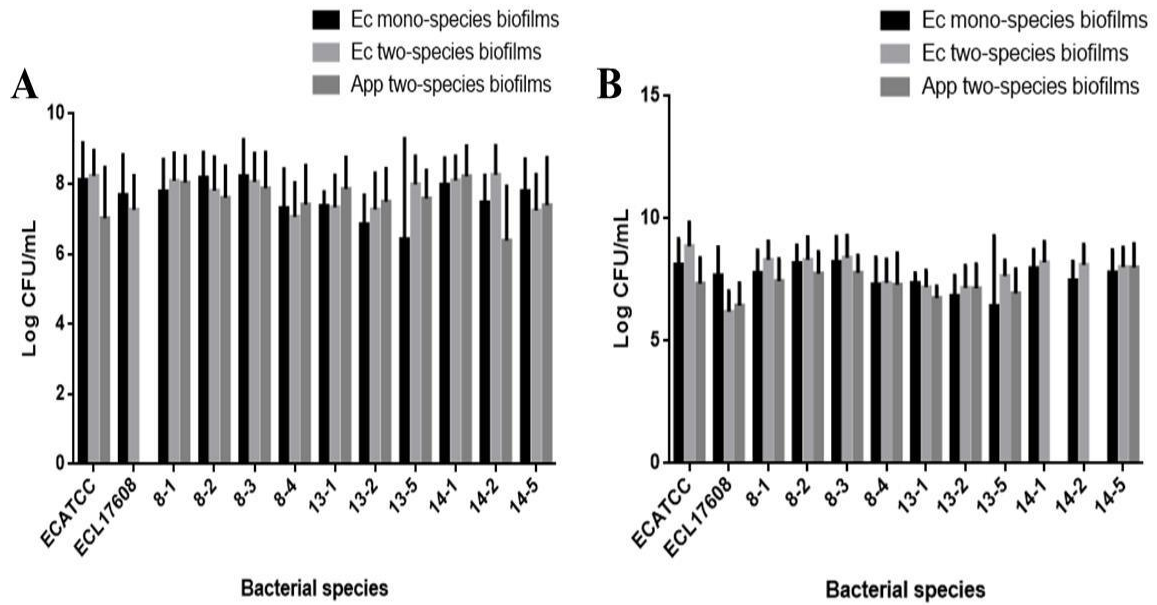 A
Ec mono-species biofilms
Ec two-species biofilms
App two-species biofilms
Log CFU/mL
10
8
6
4
2
0
ECATCC
ECL17608
8-1
8-2
8-3
8-4
13-1
13-2
13-5
14-1
14-2
14-5
Bacterial species
B
Ec mono-species biofilms
Ec two-species biofilms
App two-species biofilms
Log CFU/mL
15
10
5
0
ECATCC
ECL17608
8-1
8-2
8-3
8-4
13-1
13-2
13-5
14-1
14-2
14-5
Bacterial species